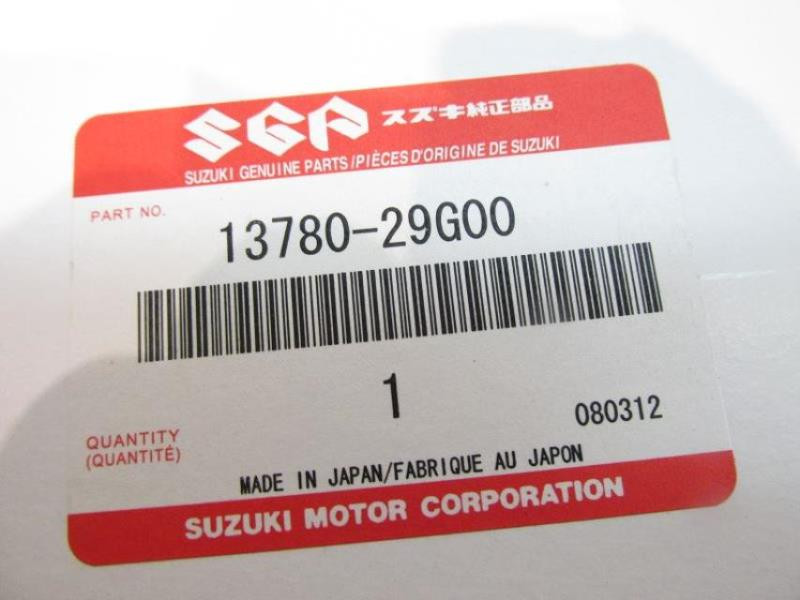 SGP スズキ純正部品
SUZUKI GENUINE PARTS/PIÈCES D'ORIGINE DE SUZUKI
PART NO.
13780-29G00
1
080312
QUANTITY
(QUANTITÉ)
MADE IN JAPAN/FABRIQUE AU JAPON
SUZUKI MOTOR CORPORATION